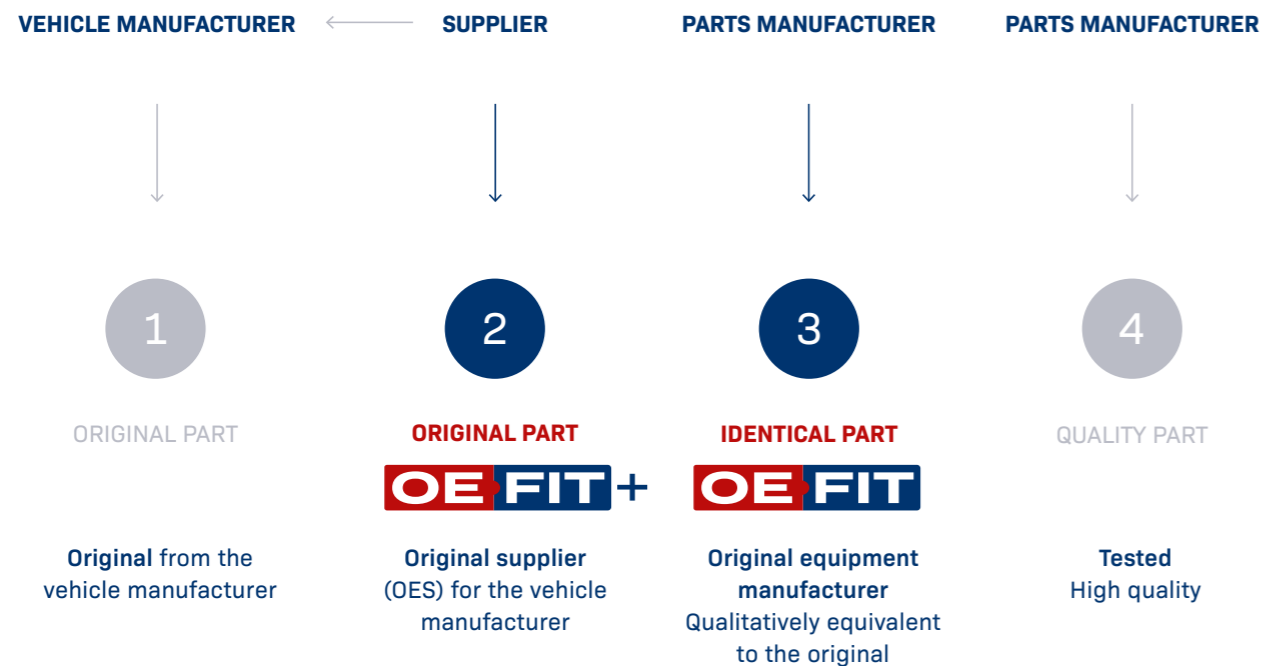 VEHICLE MANUFACTURER
SUPPLIER
PARTS MANUFACTURER
PARTS MANUFACTURER
1
2
3
4
ORIGINAL PART
ORIGINAL PART
IDENTICAL PART
QUALITY PART
OE FIT+
OE FIT
Original from the
vehicle manufacturer
Original supplier
(OES) for the vehicle
manufacturer
Original equipment
manufacturer
Qualitatively equivalent
to the original
Tested
High quality